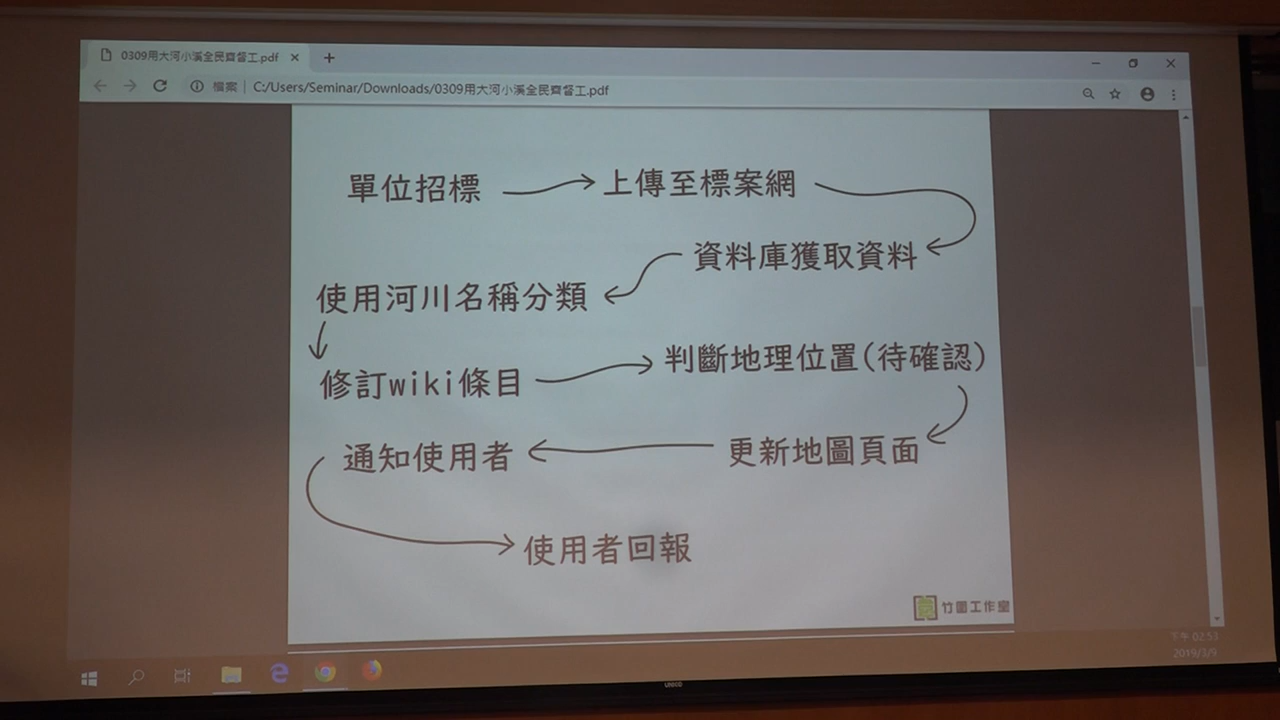 0309用大河小溪全民齊督工.pdf
檔案 C:/Users/Seminar/Downloads/0309用大河小溪全民齊督工.pdf
單位招標
上傳至標案網
資料庫獲取資料
使用河川名稱分類
修訂wiki條目
判斷地理位置(待確認)
更新地圖頁面
通知使用者
使用者回報
竹圍工作室
下午 02:53
2019/3/9